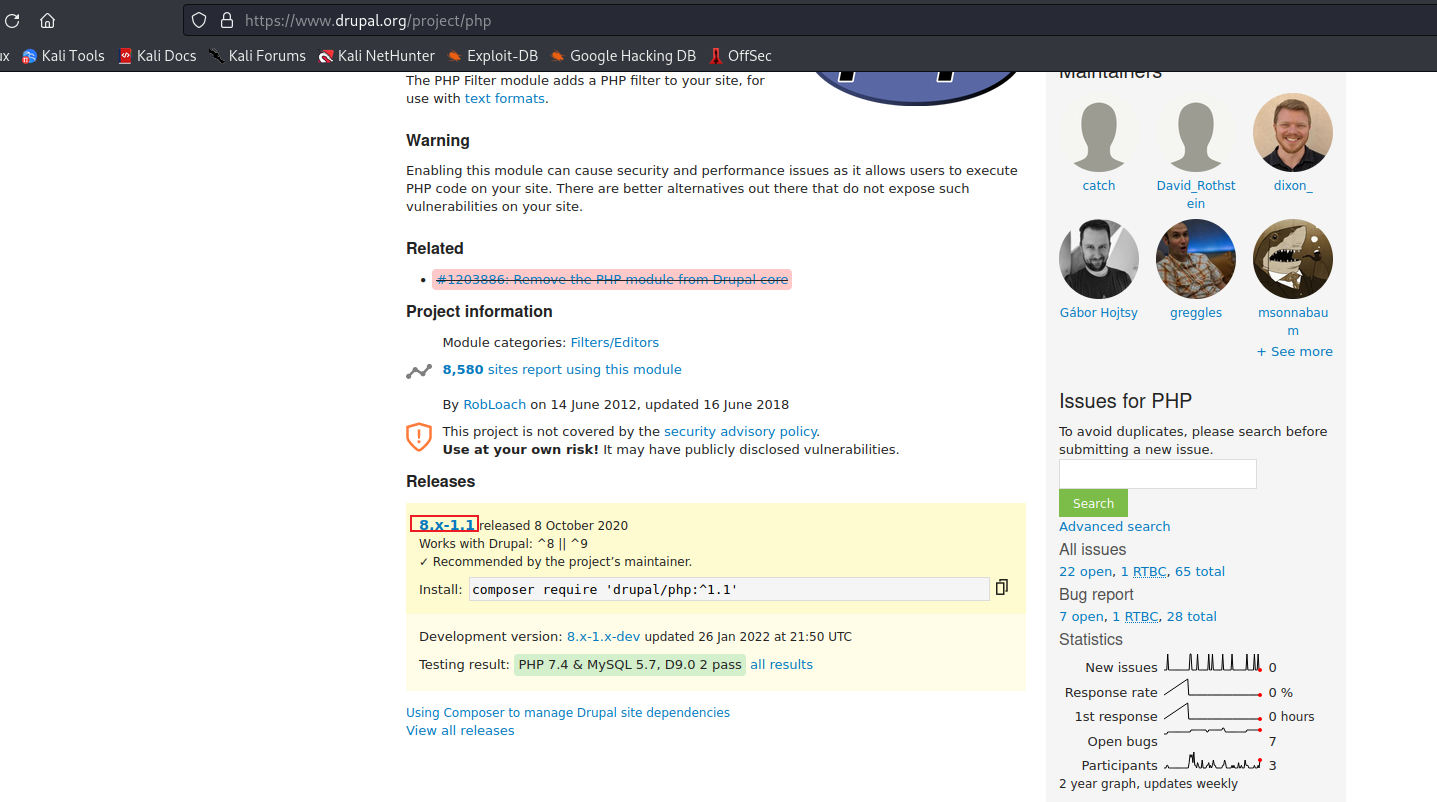 https://www.drupal.org/project/php
ux Kali Tools Kali Docs Kali Forums Kali NetHunter Exploit-DB Google Hacking DB OffSec
The PHP Filter module adds a PHP filter to your site, for
use with text formats.
Warning
Enabling this module can cause security and performance issues as it allows users to execute
PHP code on your site. There are better alternatives out there that do not expose such
vulnerabilities on your site.
Related
• #1203886: Remove the PHP module from Drupal core
Project information
Module categories: Filters/Editors
8,580 sites report using this module
By RobLoach on 14 June 2012, updated 16 June 2018
This project is not covered by the security advisory policy.
Use at your own risk! It may have publicly disclosed vulnerabilities.
Releases
8.x-1.1 released 8 October 2020
Works with Drupal: ^8 || ^9
✓ Recommended by the project’s maintainer.
Install: composer require 'drupal/php:^1.1'
Development version: 8.x-1.x-dev updated 26 Jan 2022 at 21:50 UTC
Testing result: PHP 7.4 & MySQL 5.7, D9.0 2 pass all results
Using Composer to manage Drupal site dependencies
View all releases
Maintainers
catch
David_Rothst
ein
dixon_
Gábor Hojtsy
greggles
msonnabau
m
+ See more
Issues for PHP
To avoid duplicates, please search before
submitting a new issue.
Search
Advanced search
All issues
22 open, 1 RTBC, 65 total
Bug report
7 open, 1 RTBC, 28 total
Statistics
New issues 0
Response rate 0 %
1st response 0 hours
Open bugs 7
Participants 3
2 year graph, updates weekly